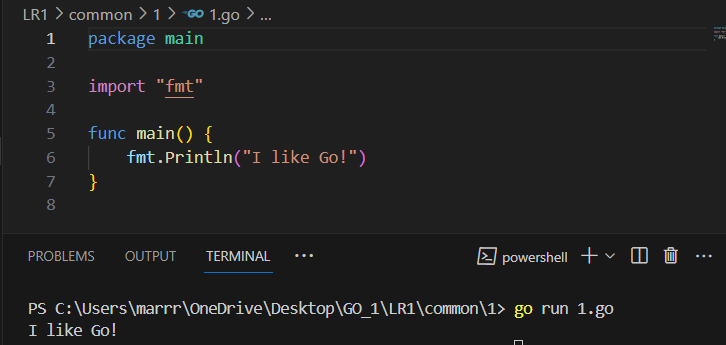 LR1 > common > 1 > GO 1.go > ...
1 package main
2
3 import "fmt"
4
5 func main() {
6 fmt.Println("I like Go!")
7 }
8
PROBLEMS OUTPUT TERMINAL ... powershell
PS C:\Users\marrr\OneDrive\Desktop\GO_1\LR1\common\1> go run 1.go
I like Go!